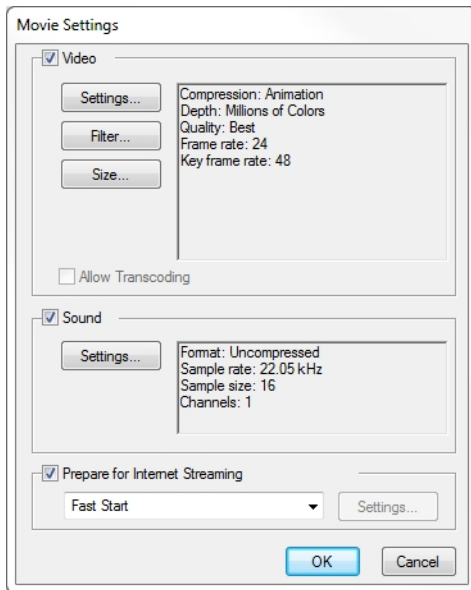 Movie Settings
Video
Settings...
Filter...
Size...
Compression: Animation
Depth: Millions of Colors
Quality: Best
Frame rate: 24
Key frame rate: 48
Allow Transcoding
Sound
Settings...
Format: Uncompressed
Sample rate: 22.05 kHz
Sample size: 16
Channels: 1
Prepare for Internet Streaming
Fast Start
Settings...
OK
Cancel